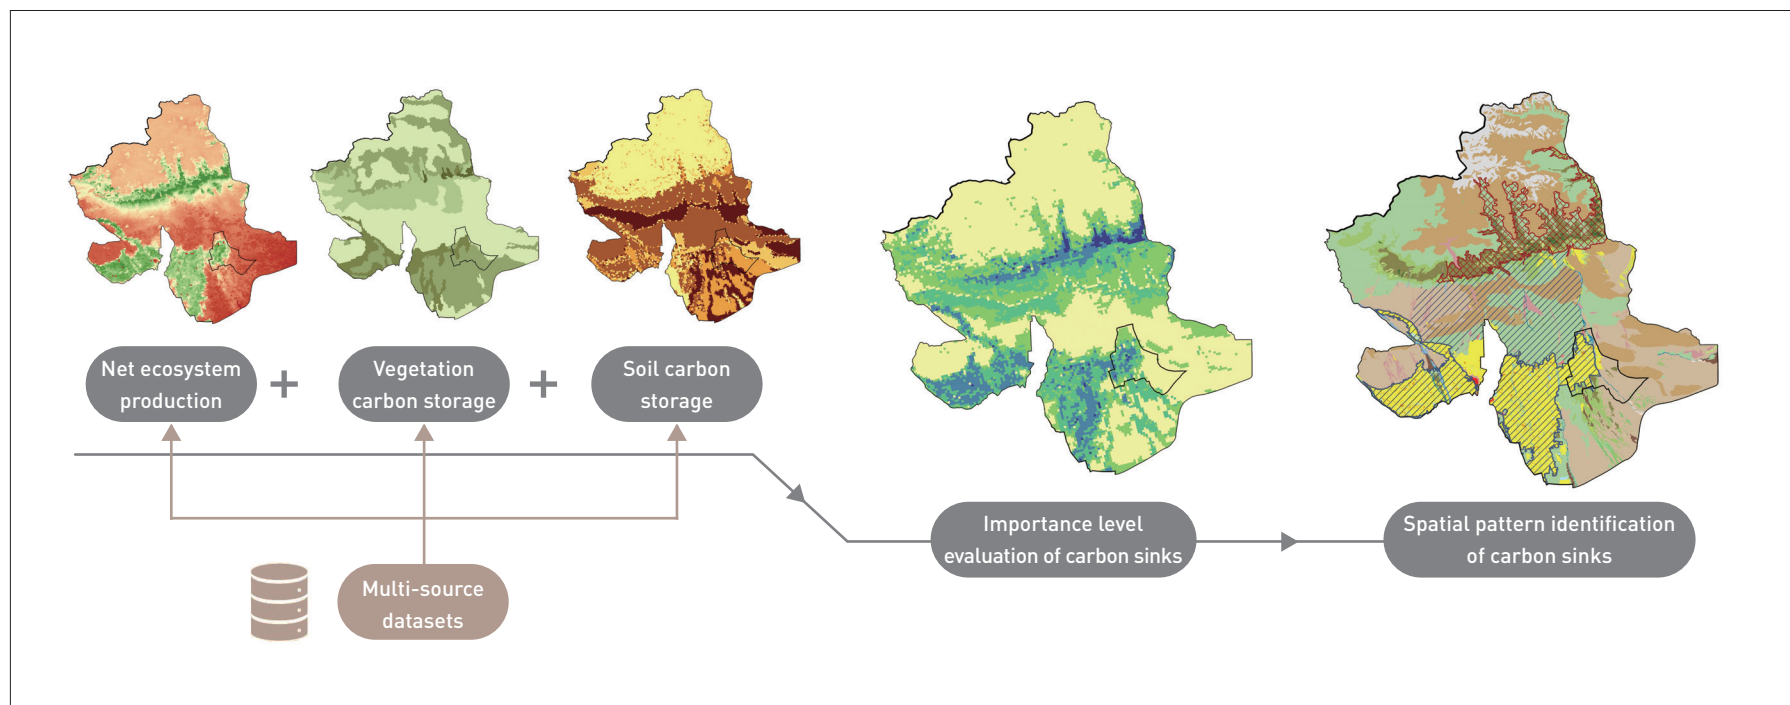 Net ecosystem
production
+
Vegetation
carbon storage
+
Soil carbon
storage
Multi-source
datasets
Importance level
evaluation of carbon sinks
Spatial pattern identification
of carbon sinks